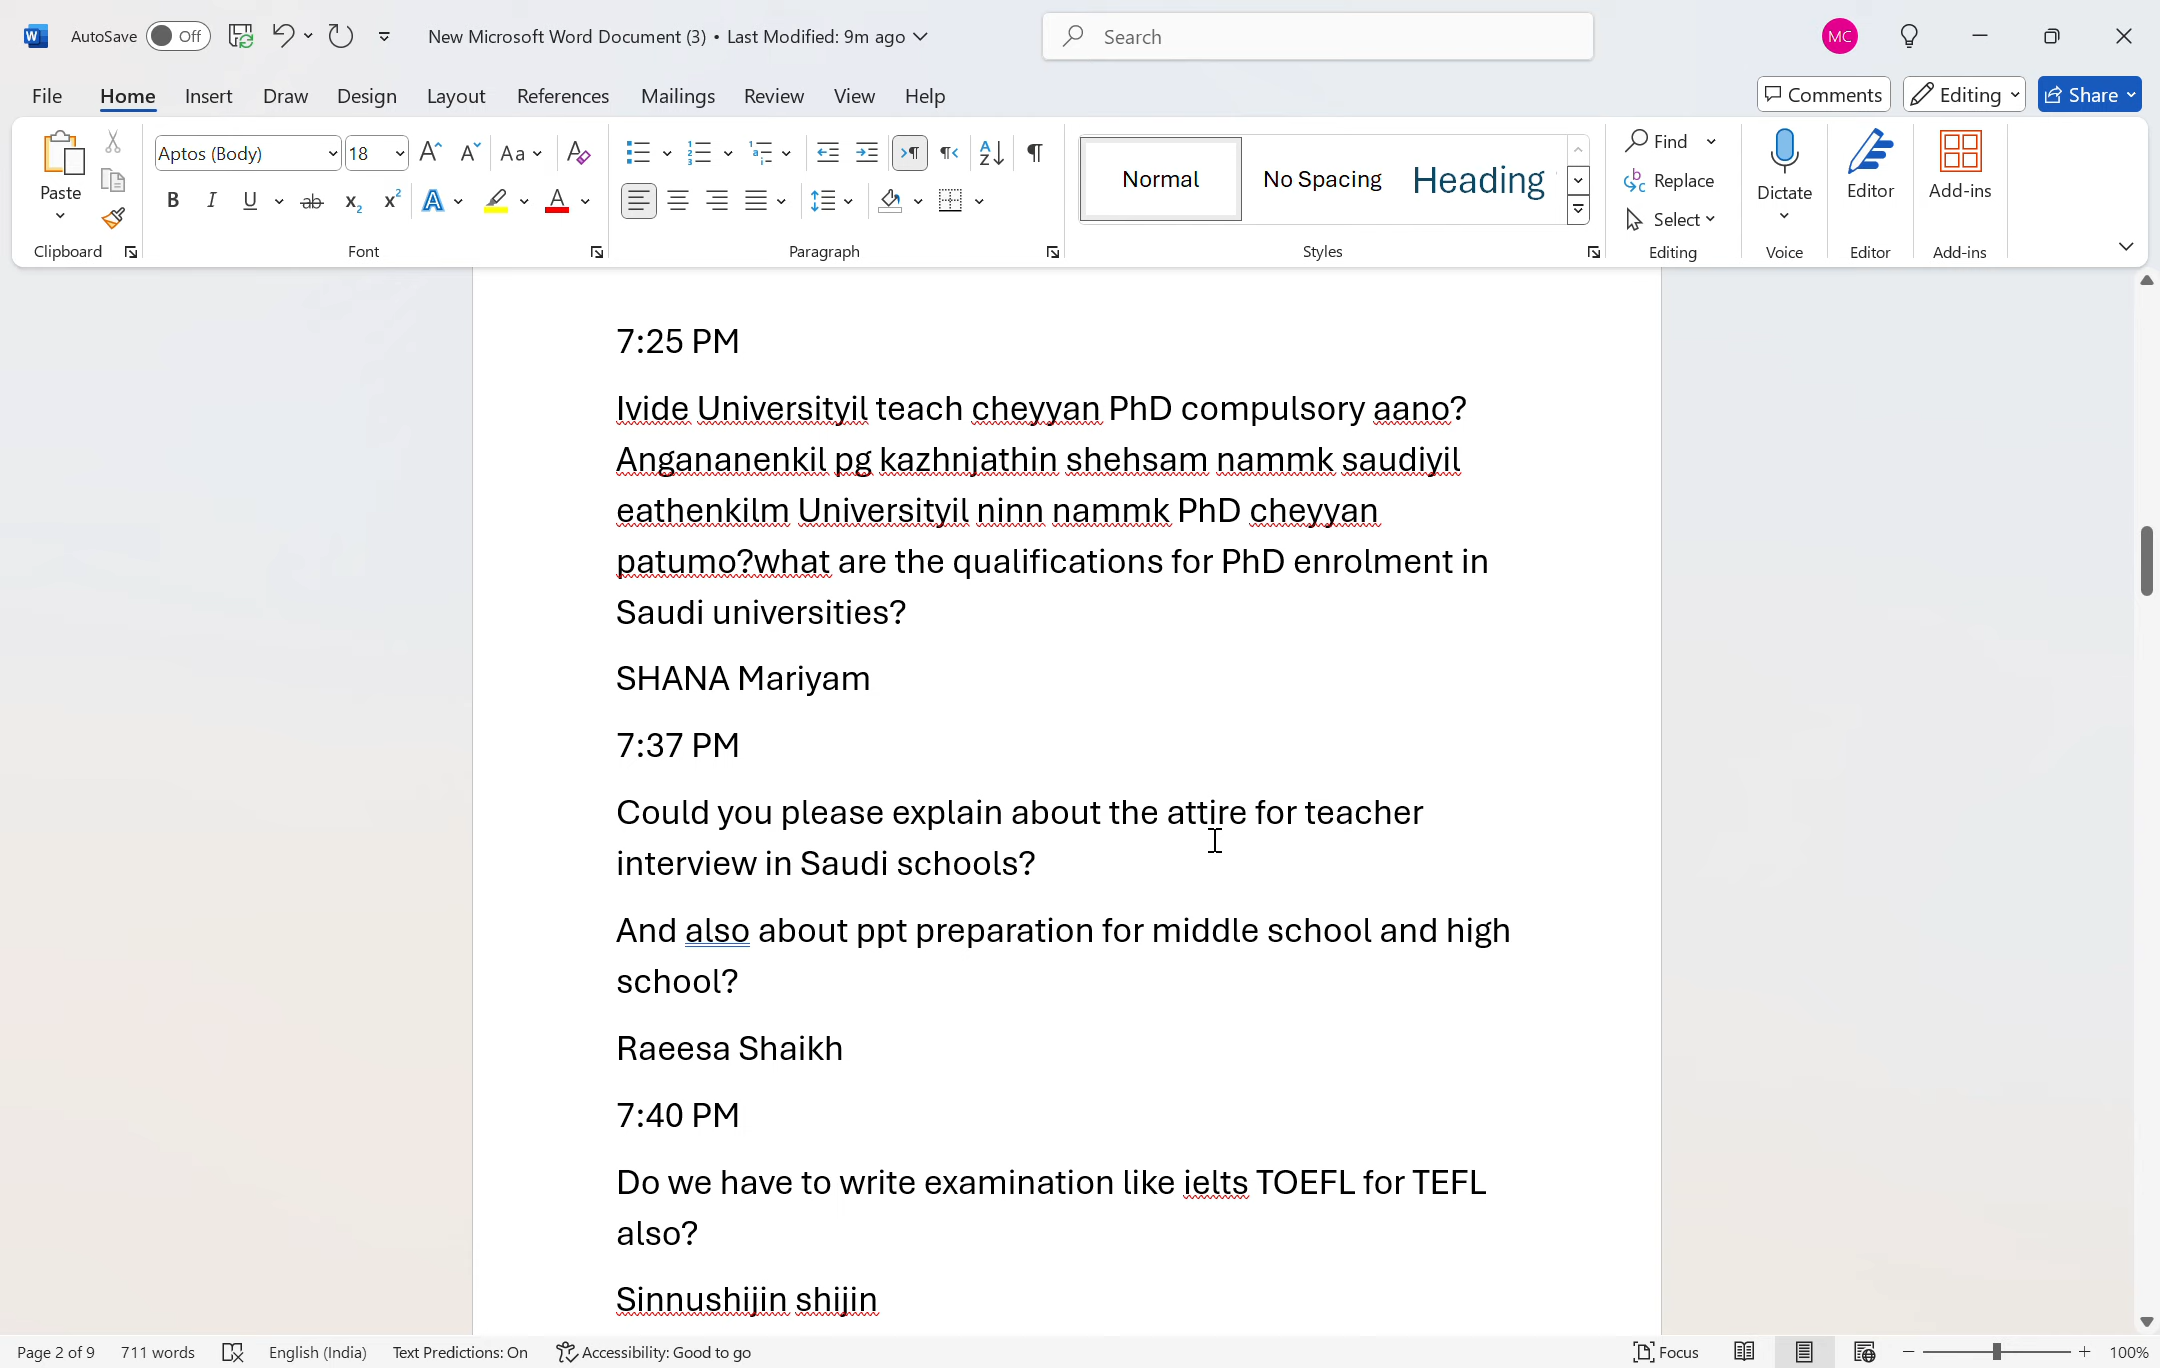 AutoSave Off New Microsoft Word Document (3) • Last Modified: 9m ago Search MC
File Home Insert Draw Design Layout References Mailings Review View Help Comments Editing Share
Paste Aptos (Body) 18 Normal No Spacing Heading Find Replace Select Dictate Editor Add-ins
Clipboard Font Paragraph Styles Editing Voice Editor Add-ins
7:25 PM
Ivide Universityil teach cheyyan PhD compulsory aano?
Angananenkil pg kazhnjathin shehsam nammk saudiyil
eathenkilm Universityil ninn nammk PhD cheyyan
patumo?what are the qualifications for PhD enrolment in
Saudi universities?
SHANA Mariyam
7:37 PM
Could you please explain about the attire for teacher
interview in Saudi schools?
And also about ppt preparation for middle school and high
school?
Raeesa Shaikh
7:40 PM
Do we have to write examination like ielts TOEFL for TEFL
also?
Sinnushijin shijin
Page 2 of 9 711 words English (India) Text Predictions: On Accessibility: Good to go Focus 100%